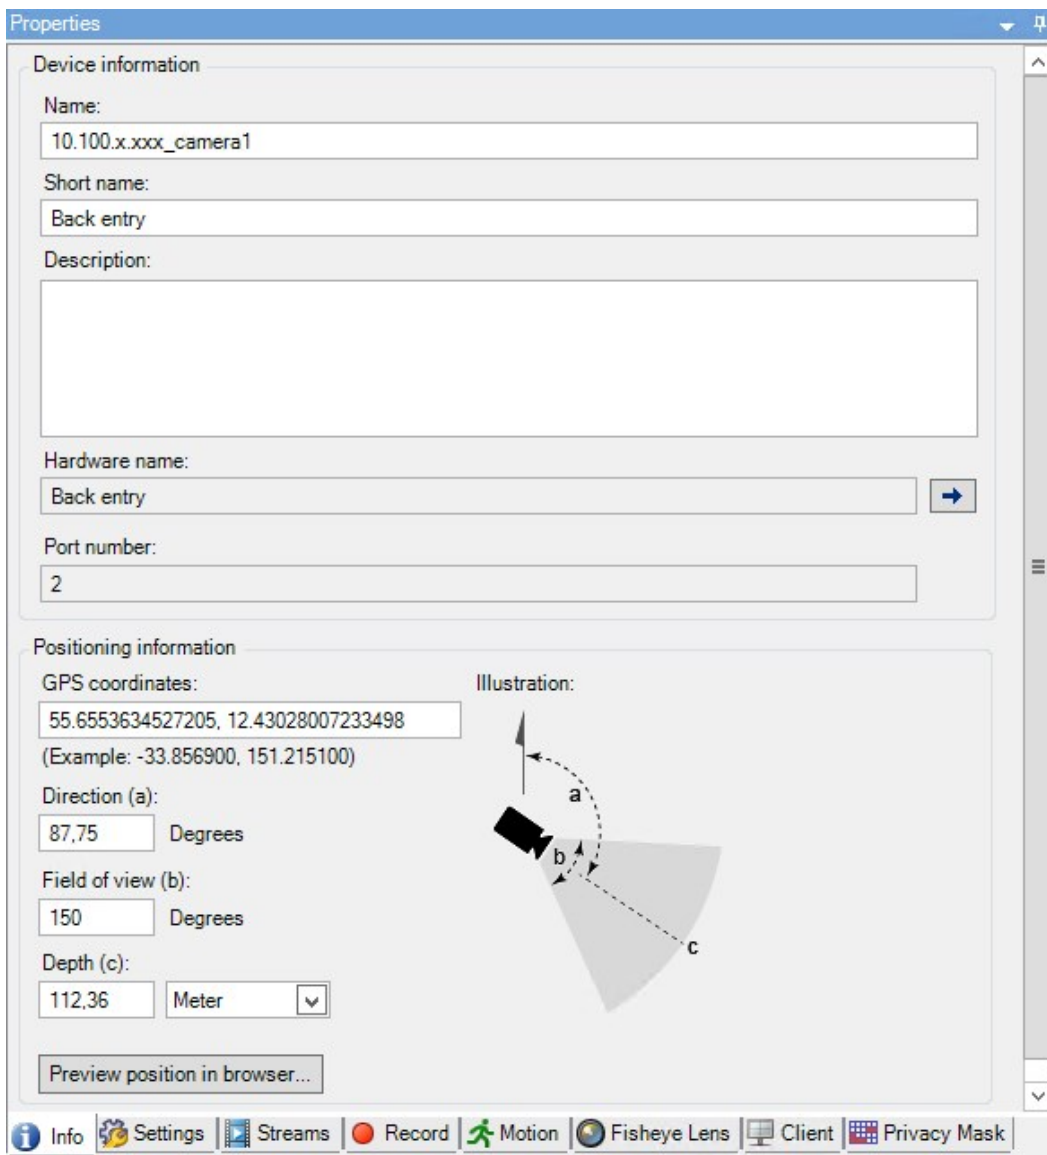 Properties
Device information
Name:
10.100.x.xxx_camera1
Short name:
Back entry
Description:
Hardware name:
Back entry
Port number:
2
Positioning information
GPS coordinates:
55.6553634527205, 12.43028007233498
(Example: -33.856900, 151.215100)
Direction (a):
87,75 Degrees
Field of view (b):
150 Degrees
Depth (c):
112,36 Meter
Illustration:
a
b
c
Preview position in browser...
Info Settings Streams Record Motion Fisheye Lens Client Privacy Mask